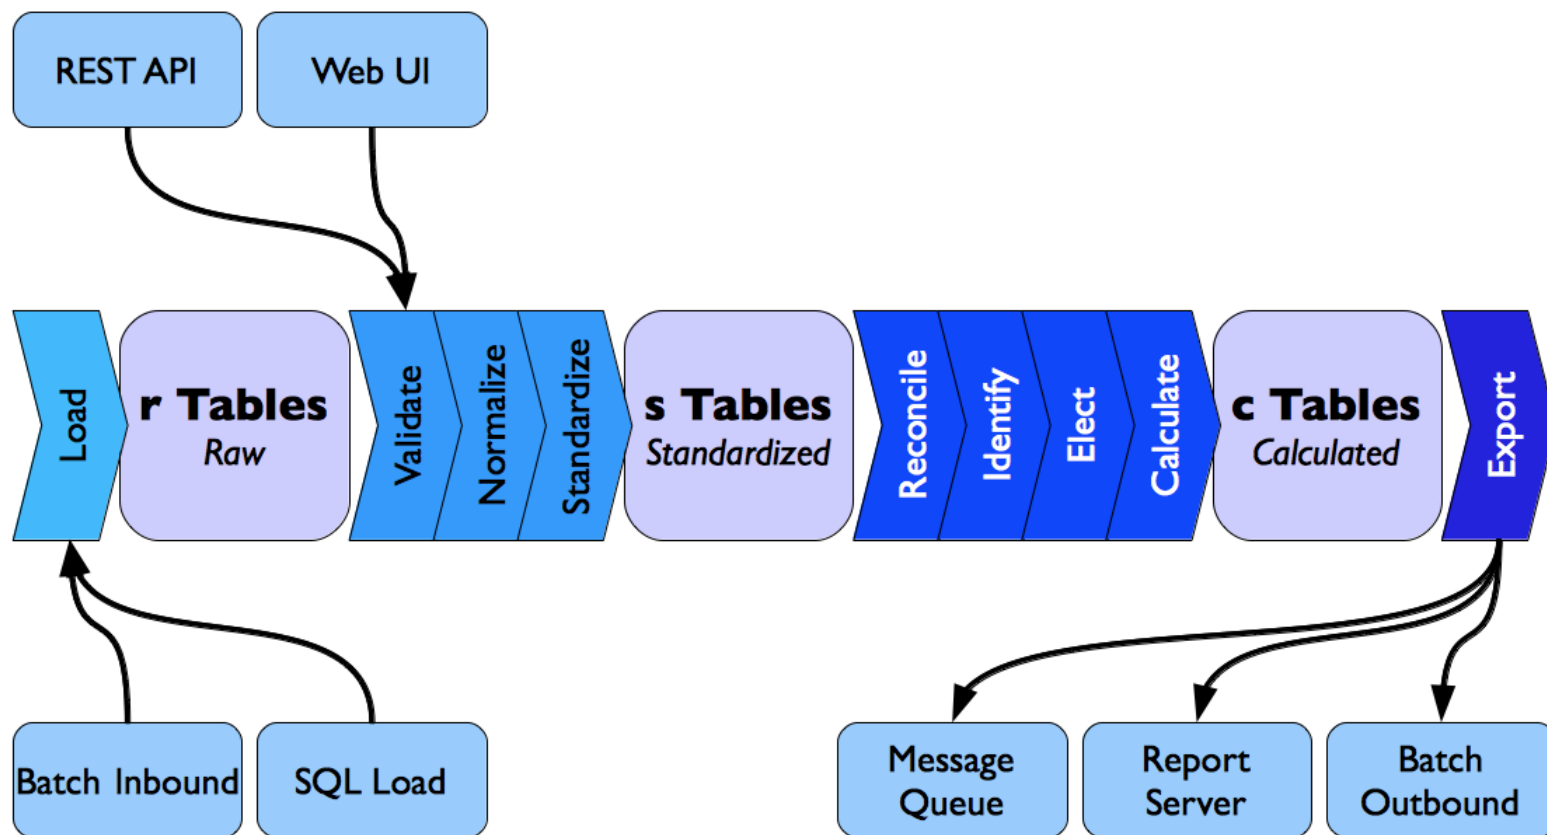 REST API
Web UI
Load
r Tables
Raw
Validate
Normalize
Standardize
s Tables
Standardized
Reconcile
Identify
Elect
Calculate
c Tables
Calculated
Export
Batch Inbound
SQL Load
Message
Queue
Report
Server
Batch
Outbound